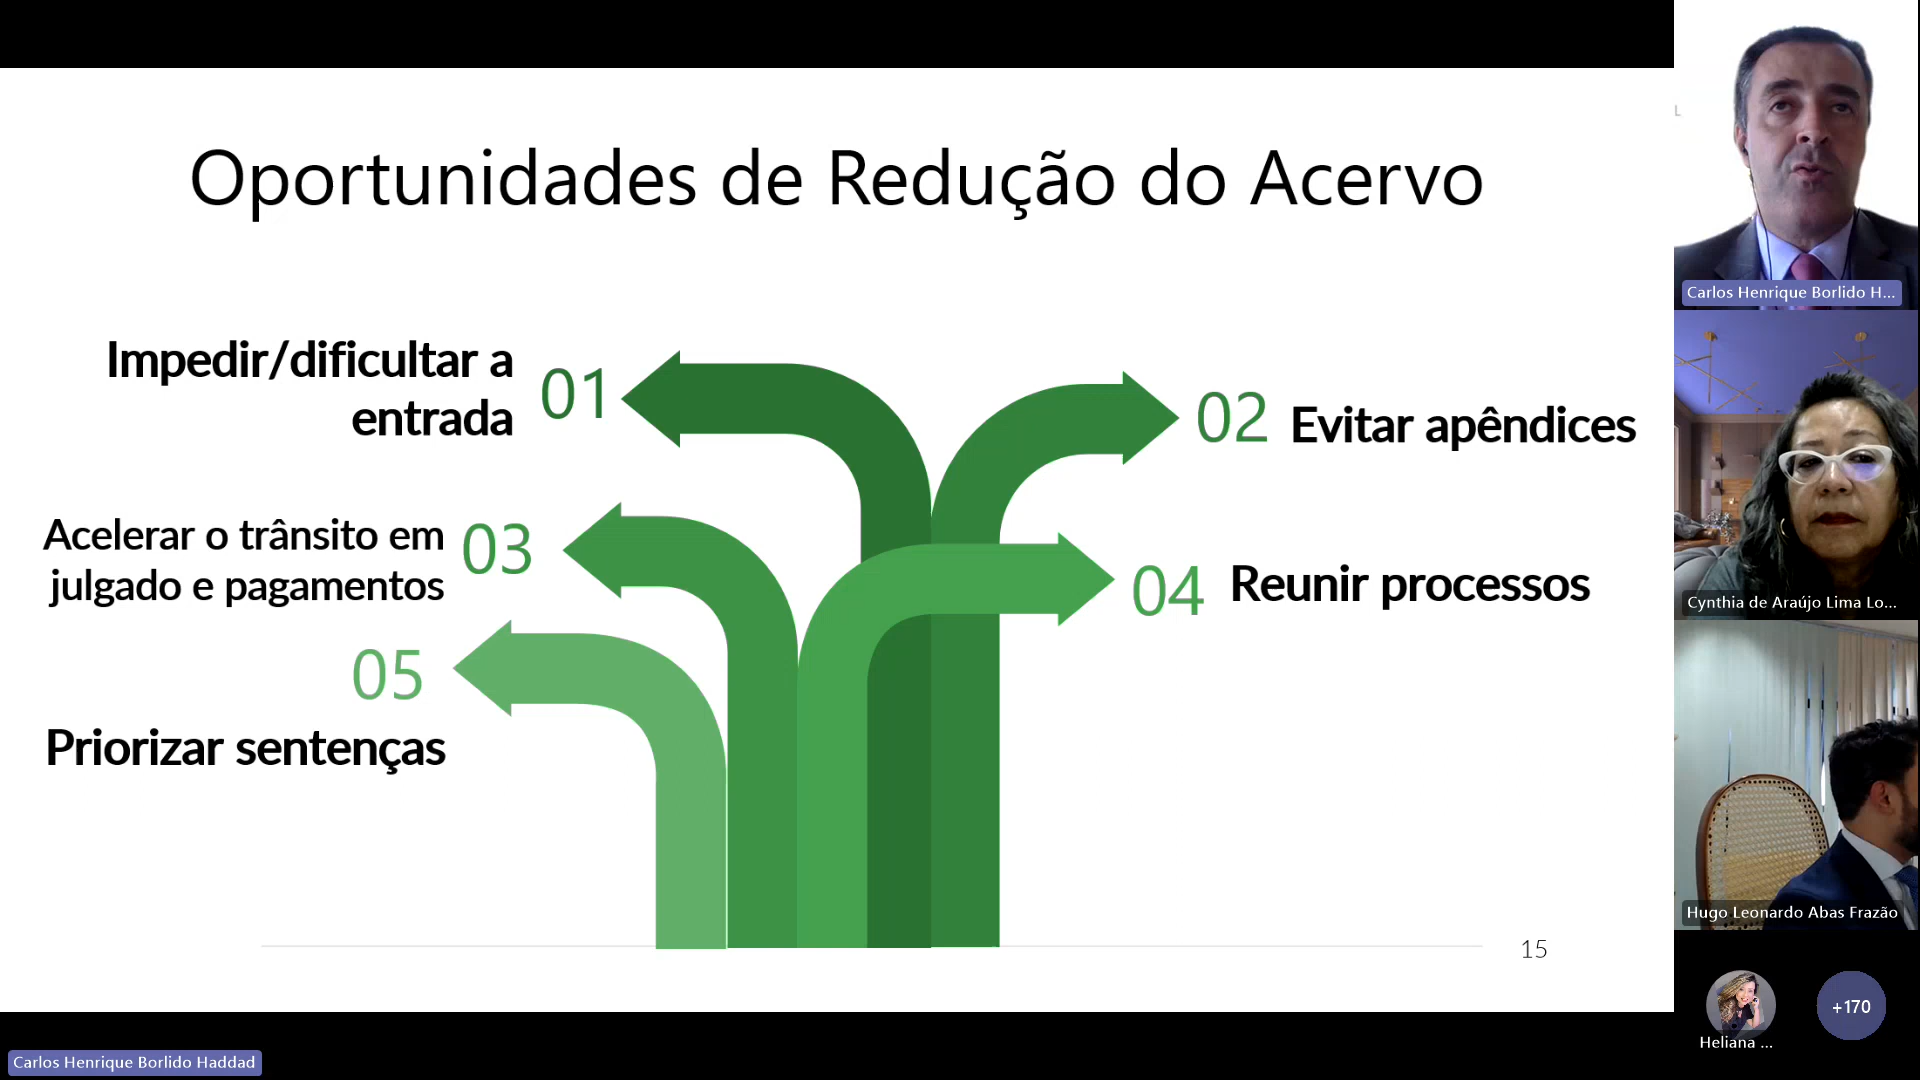 Oportunidades de Redução do Acervo
Impedir/dificultar a
entrada
01
02
Evitar apêndices
Acelerar o trânsito em
julgado e pagamentos
03
04
Reunir processos
05
Priorizar sentenças
15
L
Carlos Henrique Borlido H...
Cynthia de Araújo Lima Lo...
Hugo Leonardo Abas Frazão
Heliana ...
+170
Carlos Henrique Borlido Haddad